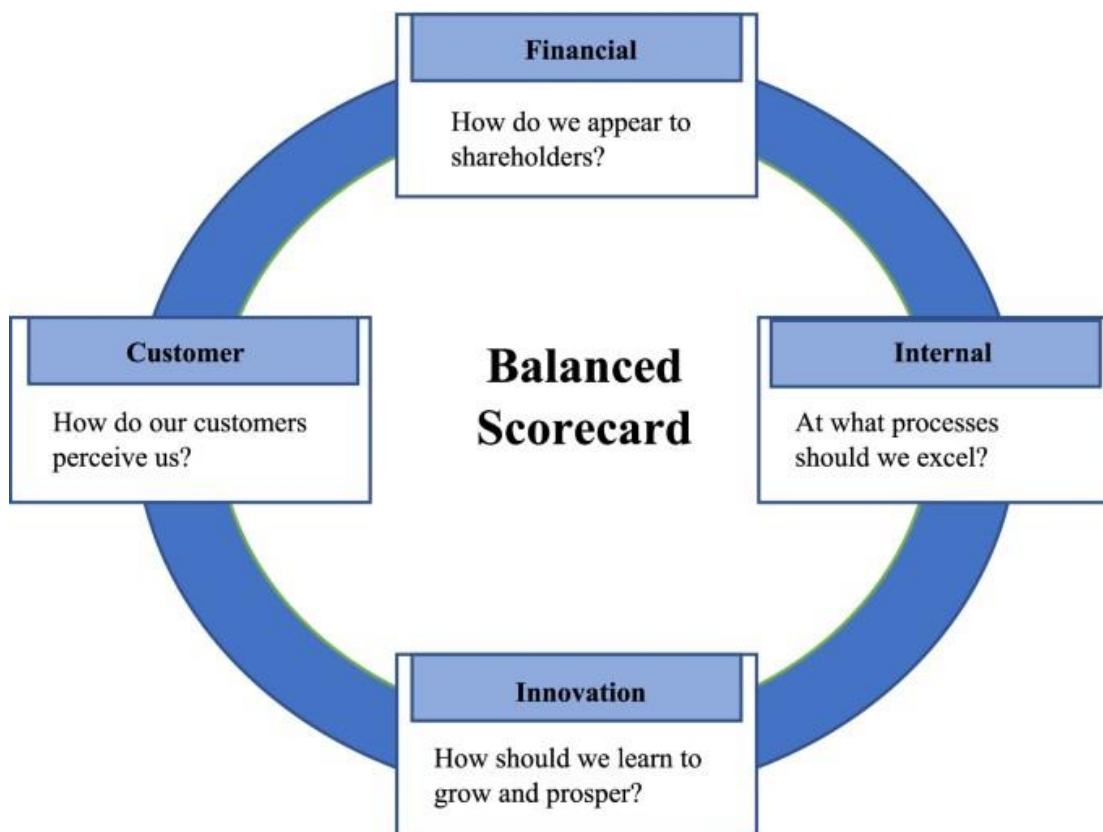 Financial
How do we appear to
shareholders?
Customer
How do our customers
perceive us?
Balanced
Scorecard
Internal
At what processes
should we excel?
Innovation
How should we learn to
grow and prosper?